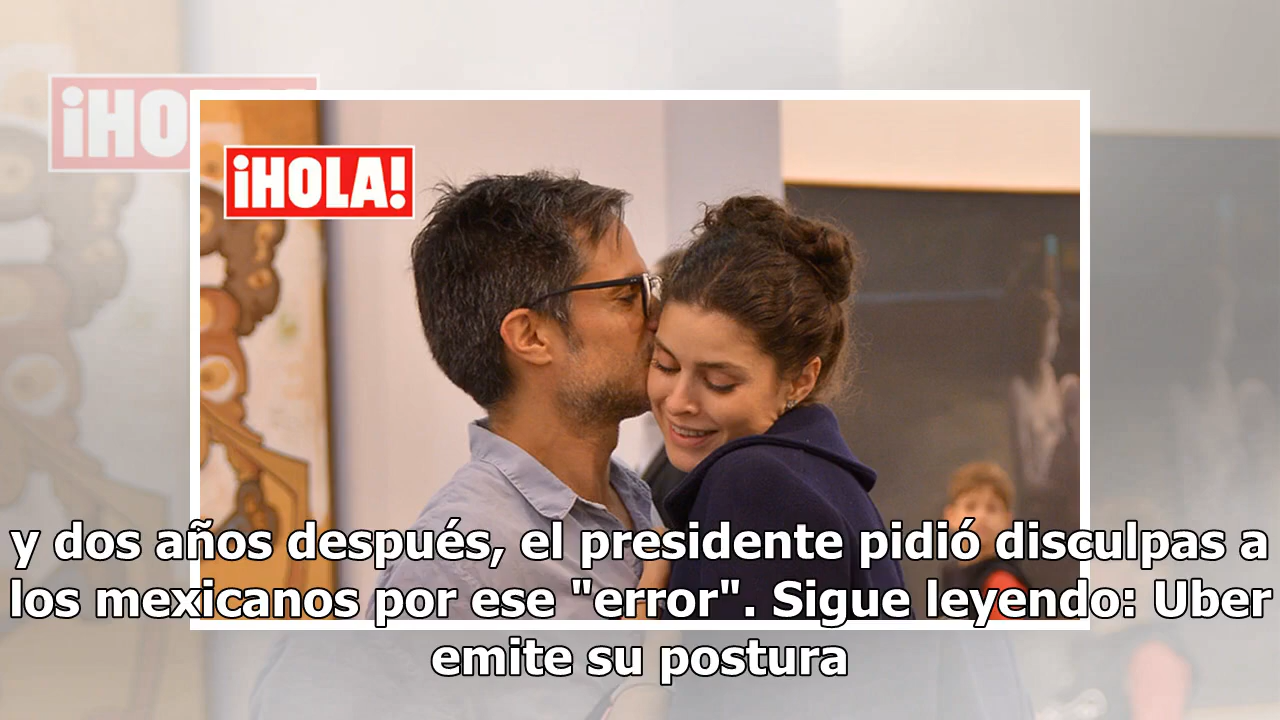 ¡HOLA!
¡HO
y dos años después, el presidente pidió disculpas a
los mexicanos por ese "error". Sigue leyendo: Uber
emite su postura